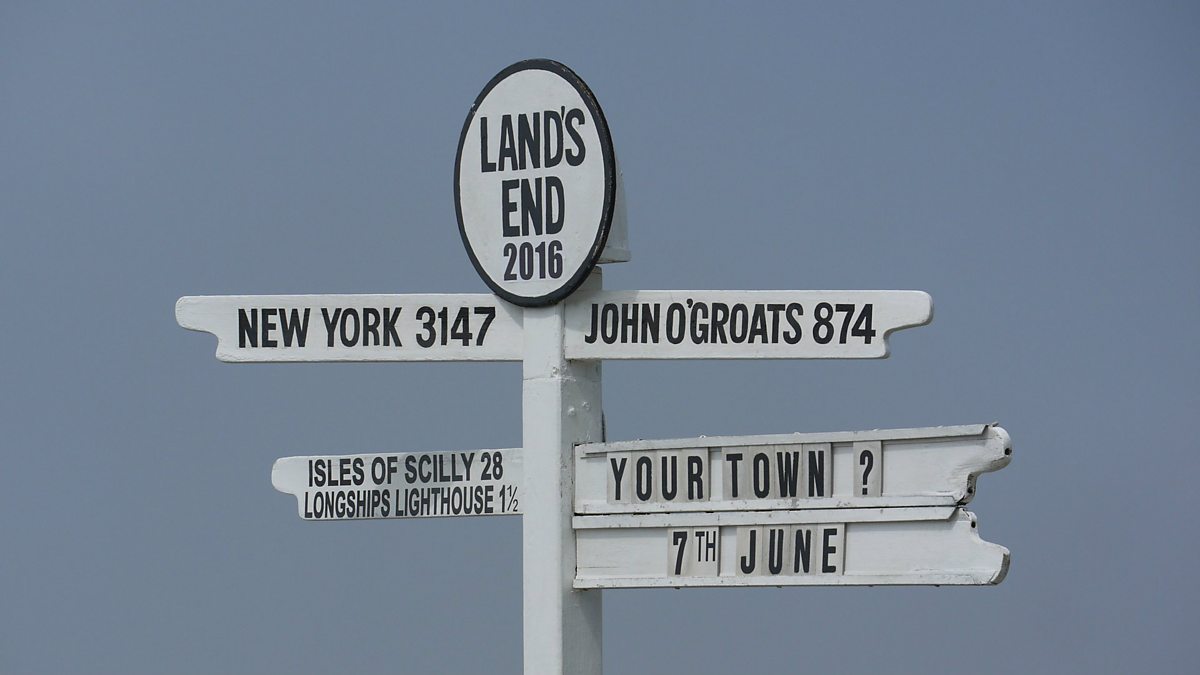 LAND'S
END
2016
NEW YORK 3147
JOHN O'GROATS 874
ISLES OF SCILLY 28
LONGSHIPS LIGHTHOUSE 1½
YOUR TOWN ?
7TH JUNE